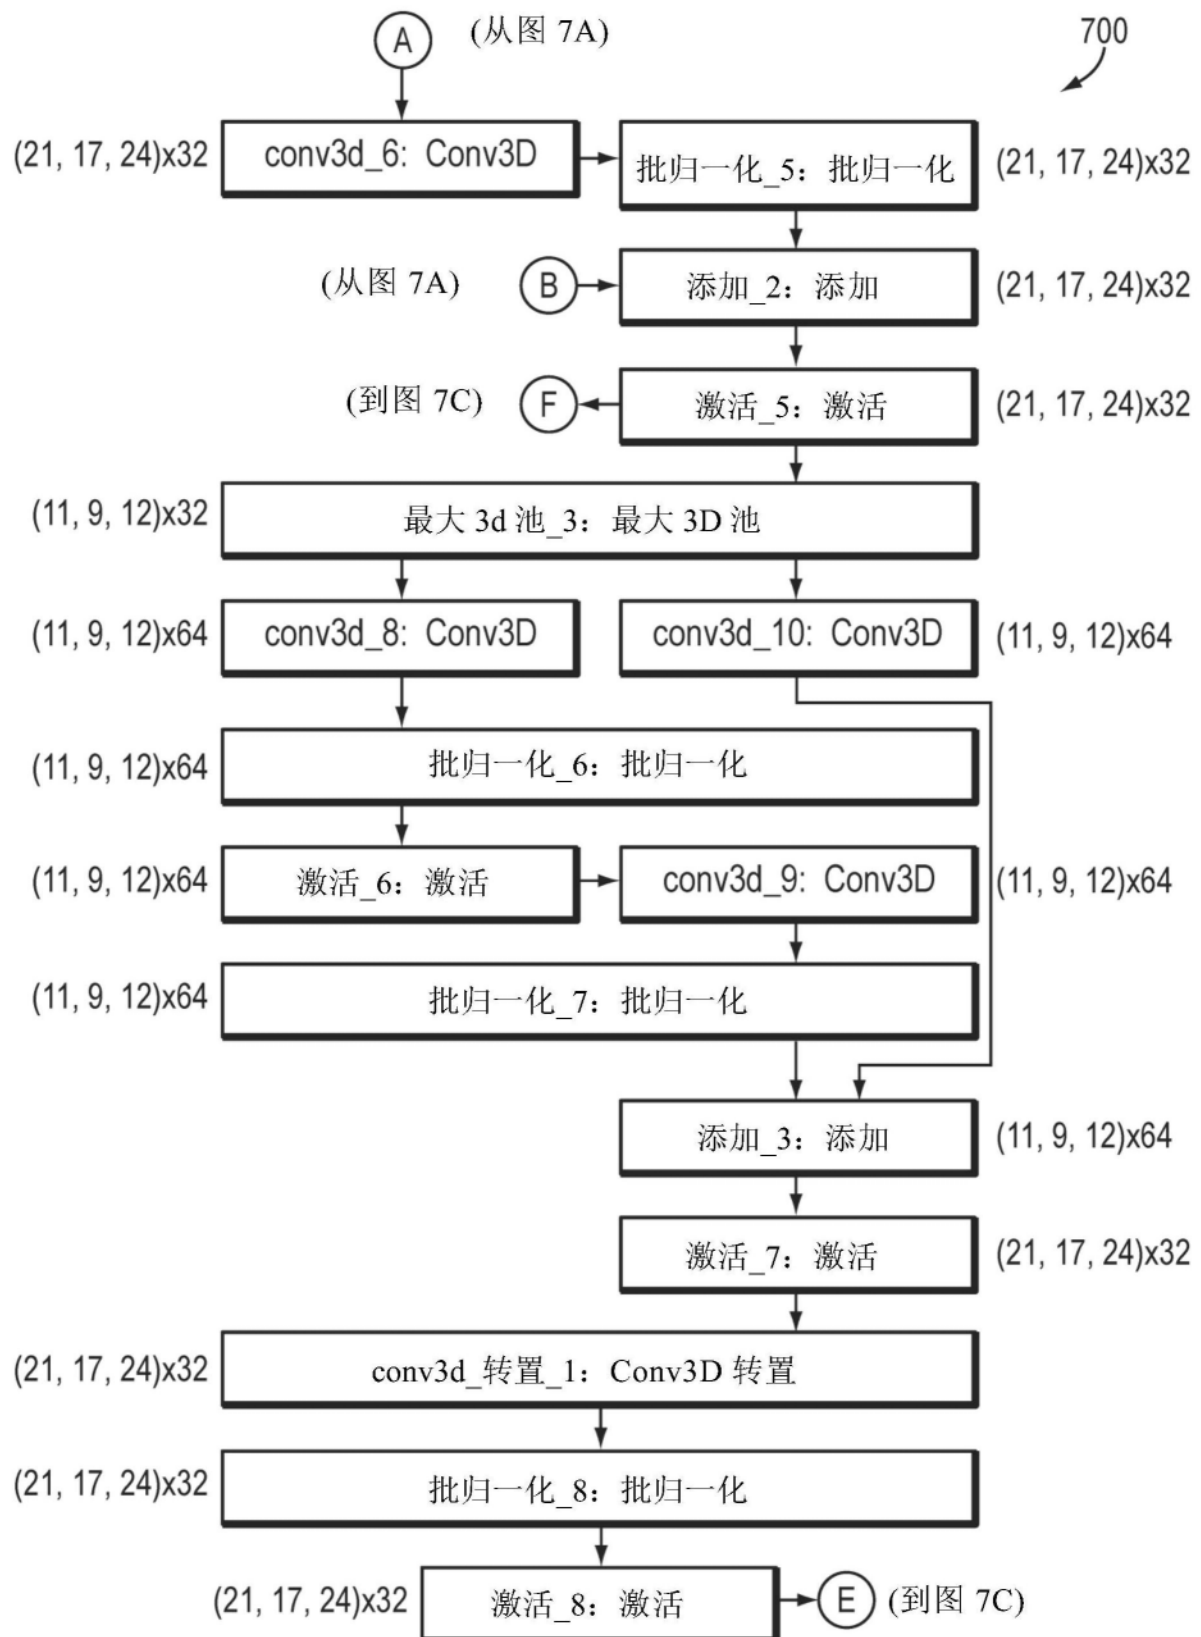 A (从图 7A)
700
(21, 17, 24)x32 conv3d_6: Conv3D 批归一化_5：批归一化 (21, 17, 24)x32
(从图 7A) B 添加_2：添加 (21, 17, 24)x32
(到图 7C) F 激活_5：激活 (21, 17, 24)x32
(11, 9, 12)x32 最大 3d 池_3：最大 3D 池
(11, 9, 12)x64 conv3d_8: Conv3D conv3d_10: Conv3D (11, 9, 12)x64
(11, 9, 12)x64 批归一化_6：批归一化
(11, 9, 12)x64 激活_6：激活 conv3d_9: Conv3D (11, 9, 12)x64
(11, 9, 12)x64 批归一化_7：批归一化
添加_3：添加 (11, 9, 12)x64
激活_7：激活 (21, 17, 24)x32
(21, 17, 24)x32 conv3d_转置_1：Conv3D 转置
(21, 17, 24)x32 批归一化_8：批归一化
(21, 17, 24)x32 激活_8：激活 E (到图 7C)